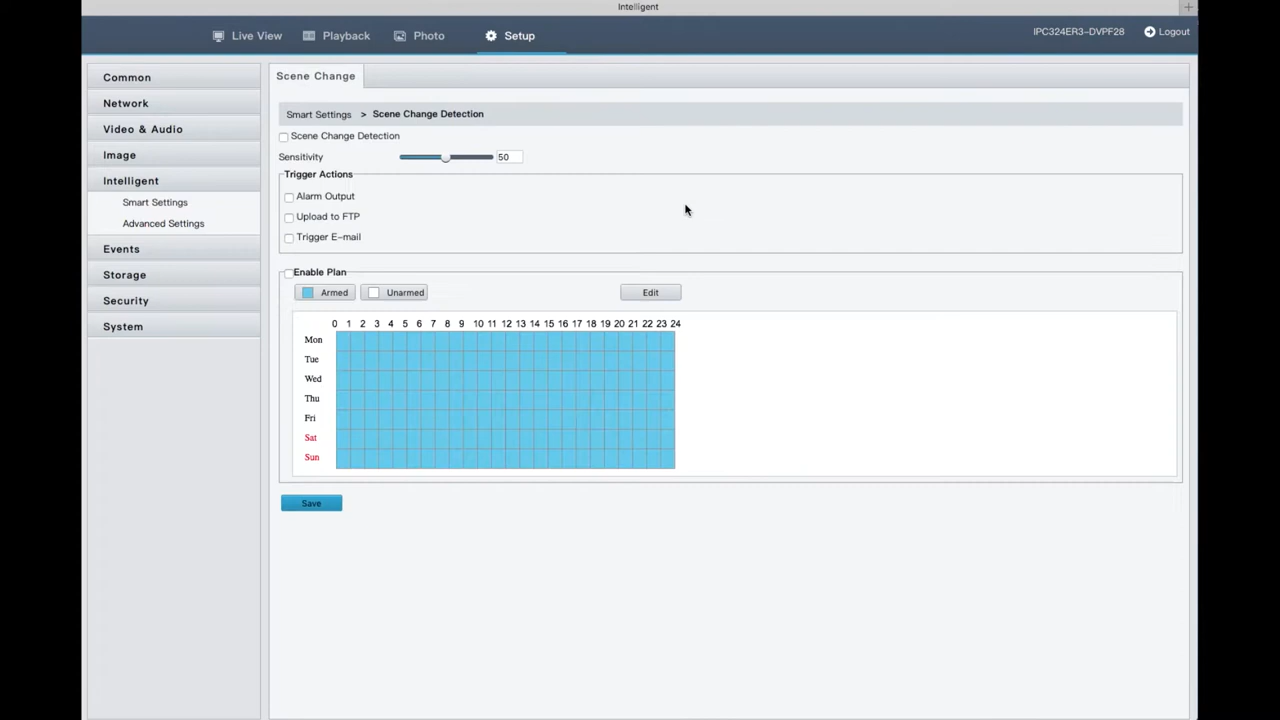 Intelligent
Live View Playback Photo Setup IPC324ER3-DVPF28 Logout
Common
Network
Video & Audio
Image
Intelligent
Smart Settings
Advanced Settings
Events
Storage
Security
System
Scene Change
Smart Settings > Scene Change Detection
Scene Change Detection
Sensitivity 50
Trigger Actions
Alarm Output
Upload to FTP
Trigger E-mail
Enable Plan
Armed Unarmed Edit
0 1 2 3 4 5 6 7 8 9 10 11 12 13 14 15 16 17 18 19 20 21 22 23 24
Mon
Tue
Wed
Thu
Fri
Sat
Sun
Save